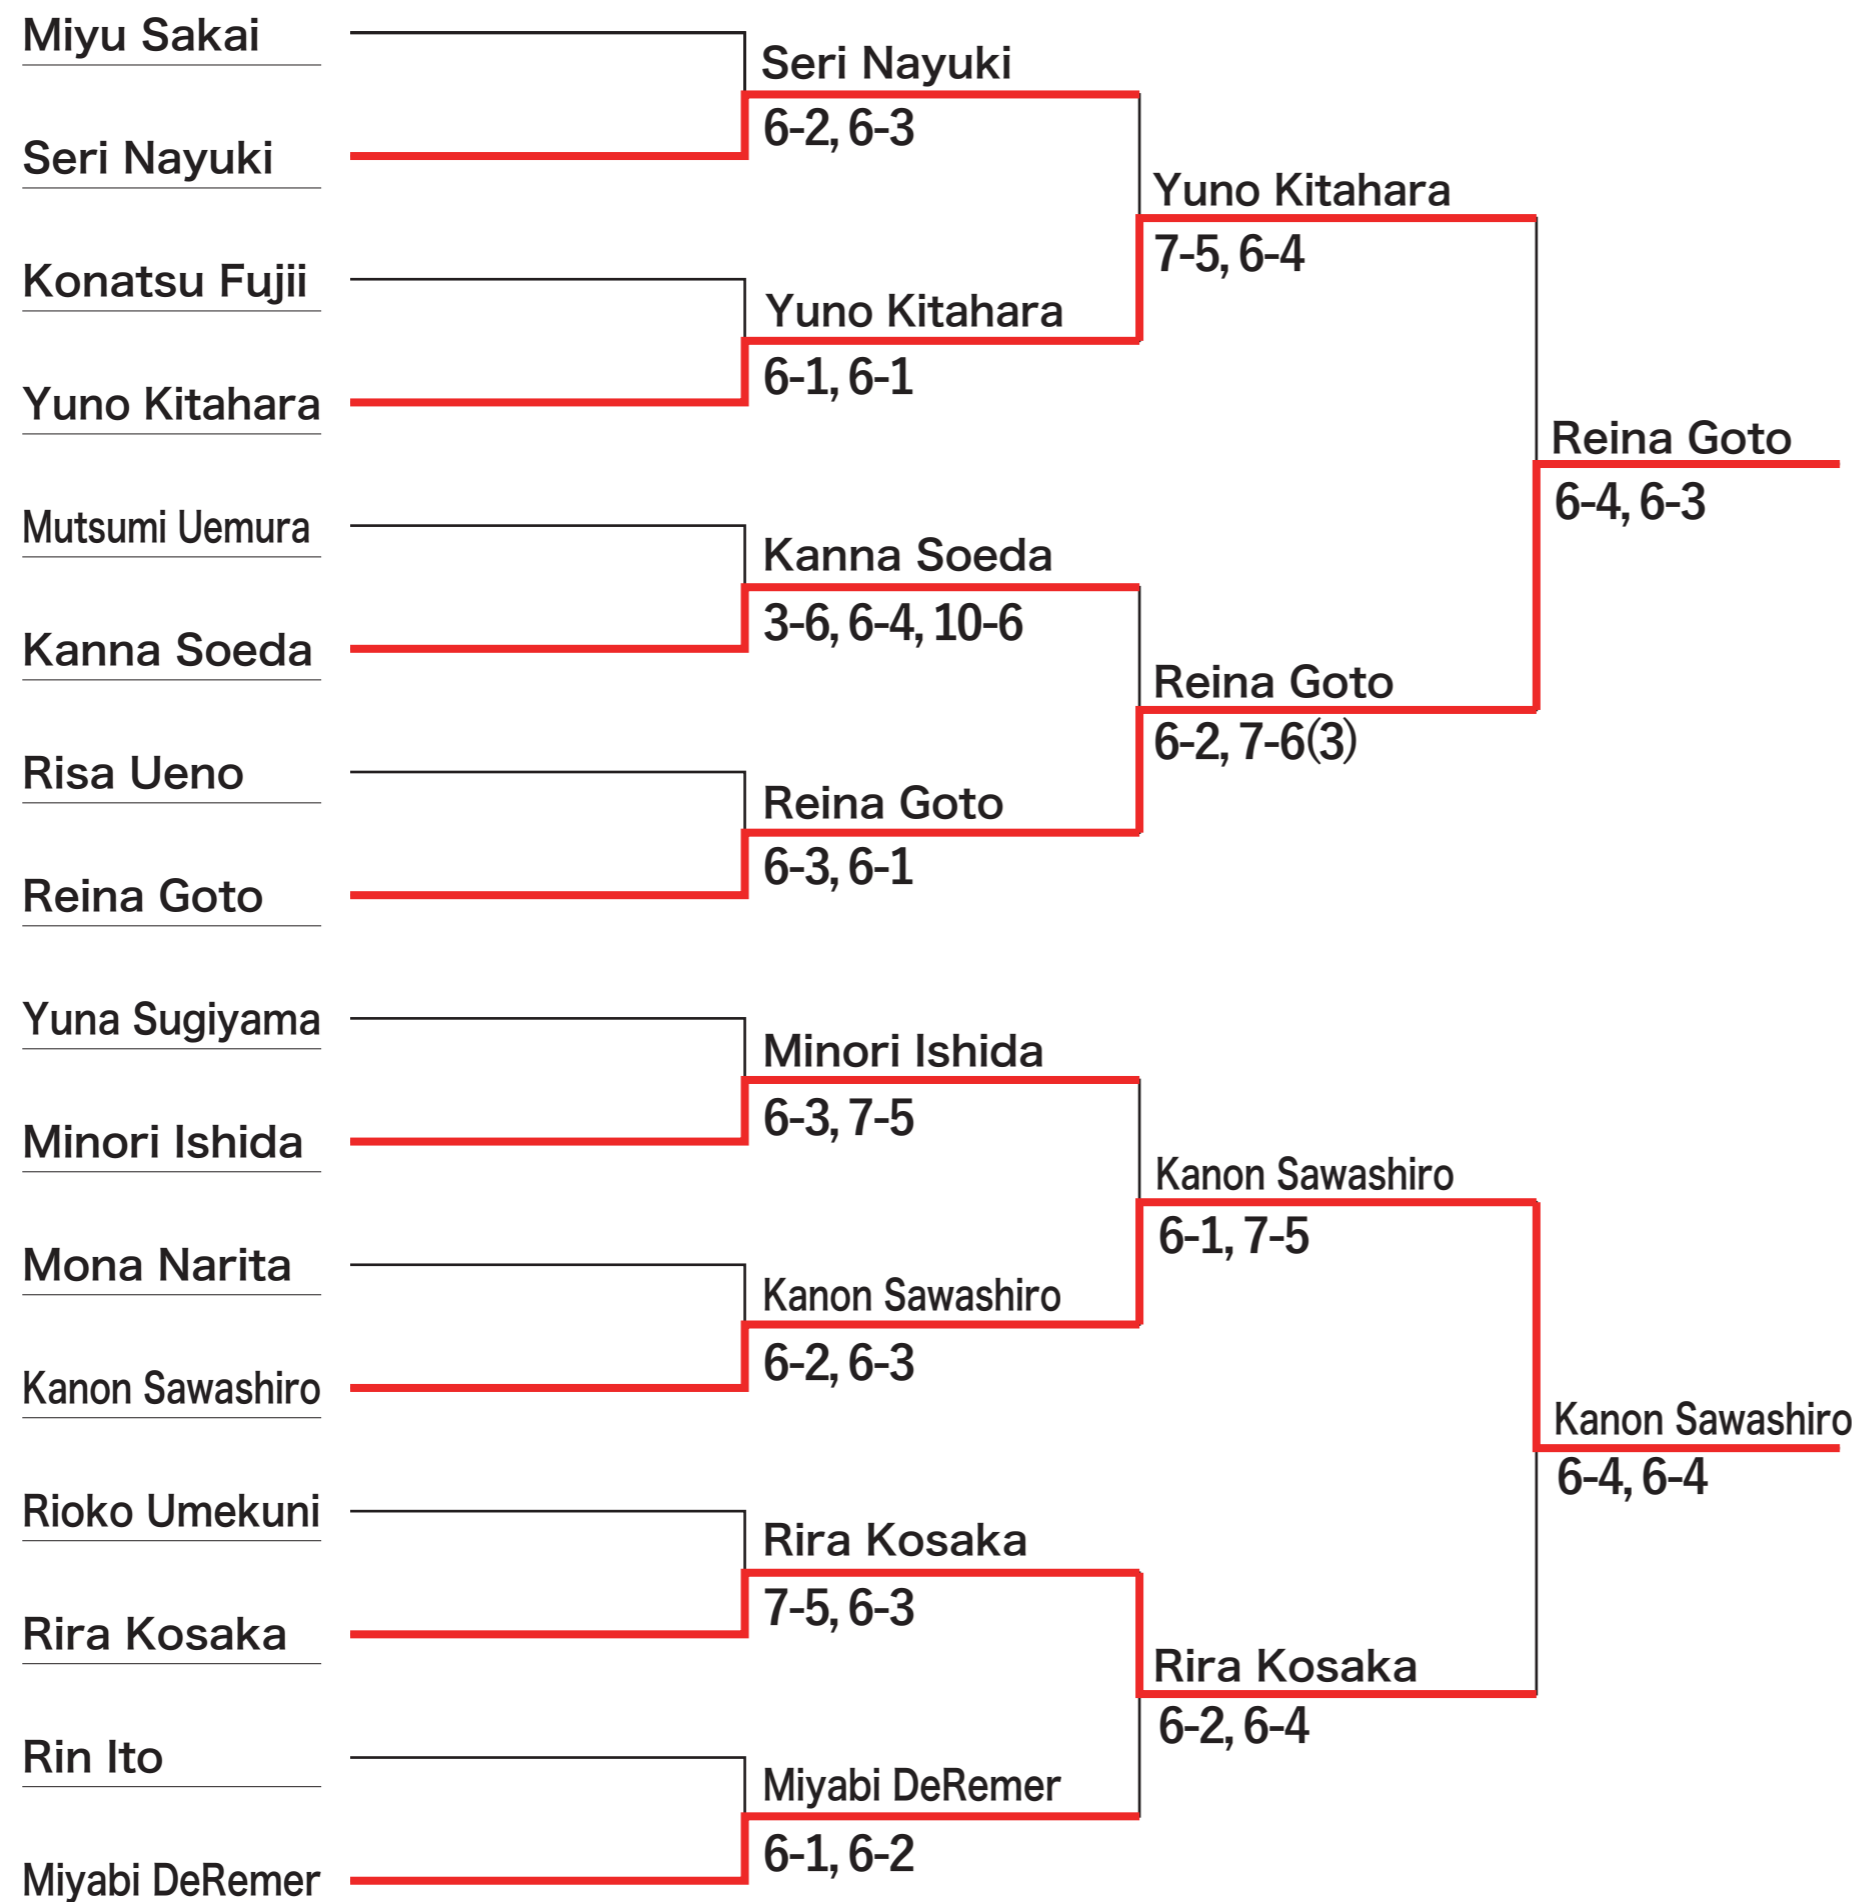 Miyu Sakai
Seri Nayuki
Konatsu Fujii
Yuno Kitahara
Mutsumi Uemura
Kanna Soeda
Risa Ueno
Reina Goto
Yuna Sugiyama
Minori Ishida
Mona Narita
Kanon Sawashiro
Rioko Umekuni
Rira Kosaka
Rin Ito
Miyabi DeRemer
Seri Nayuki
6-2, 6-3
Yuno Kitahara
6-1, 6-1
Kanna Soeda
3-6, 6-4, 10-6
Reina Goto
6-3, 6-1
Minori Ishida
6-3, 7-5
Kanon Sawashiro
6-2, 6-3
Rira Kosaka
7-5, 6-3
Miyabi DeRemer
6-1, 6-2
Yuno Kitahara
7-5, 6-4
Reina Goto
6-2, 7-6(3)
Kanon Sawashiro
6-1, 7-5
Rira Kosaka
6-2, 6-4
Reina Goto
6-4, 6-3
Kanon Sawashiro
6-4, 6-4